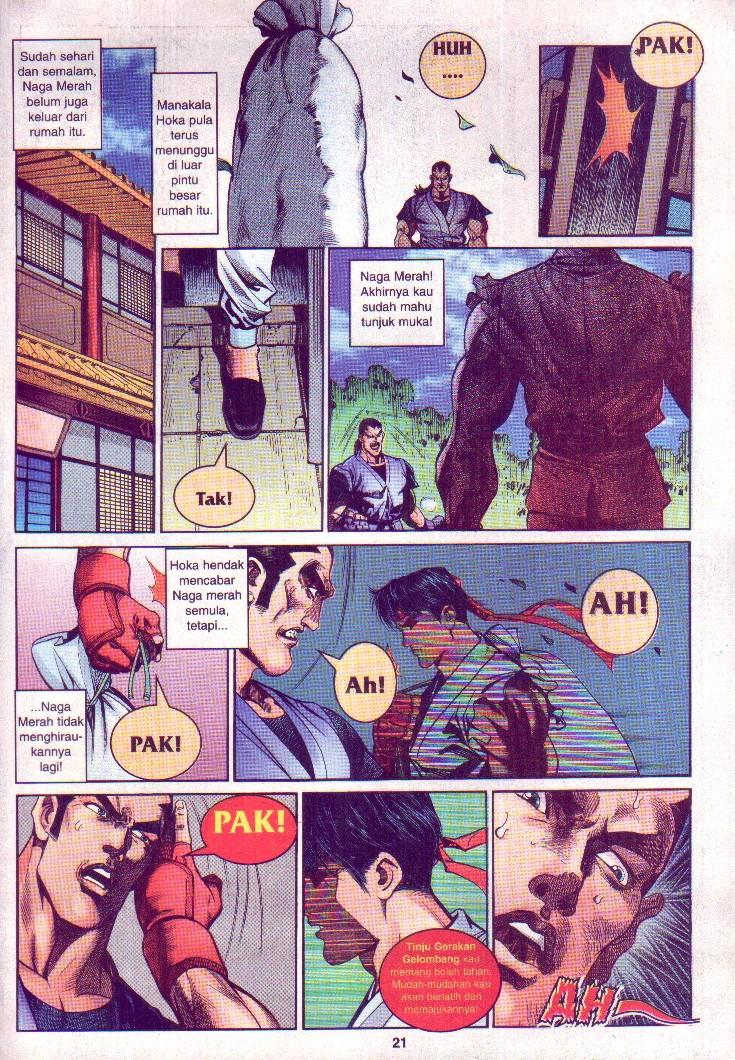 Sudah sehari
dan semalam,
Naga Merah
belum juga
keluar dari
rumah itu.
Manakala
Hoka pula
terus
menunggu
di luar
pintu
besar
rumah itu.
HUH
....
PAK!
Tak!
Naga Merah!
Akhirnya kau
sudah mahu
tunjuk muka!
...Naga
Merah tidak
menghirau-
kannya
lagi!
PAK!
Hoka hendak
mencabar
Naga merah
semula,
tetapi...
Ah!
AH!
PAK!
Tinju Gerakan
Gelombang kau
memang boleh tahan.
Mudah-mudahan kau
akan berlatih dan
memajukannya!
AH
21